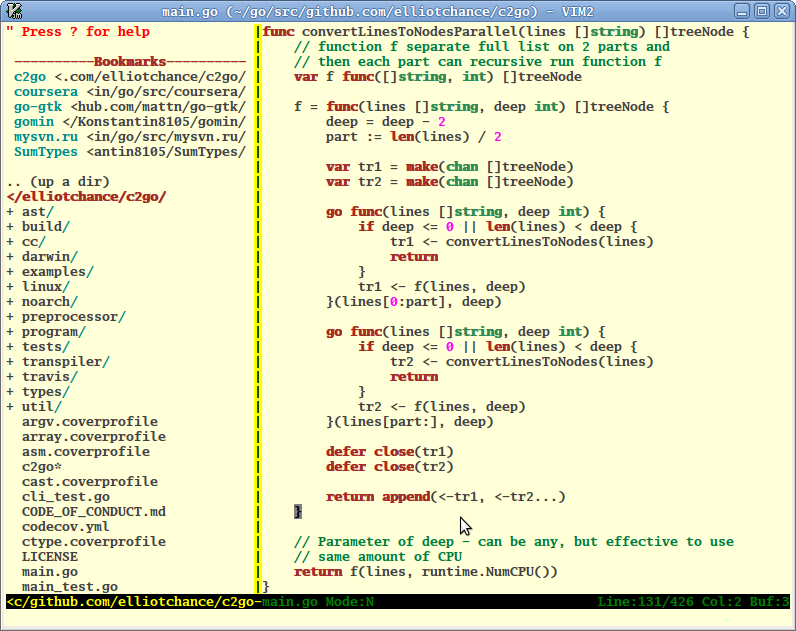 main.go (~/go/src/github.com/elliotchance/c2go) - VIM2
" Press ? for help
----------Bookmarks----------
c2go <.com/elliotchance/c2go/
coursera <in/go/src/coursera/
go-gtk <hub.com/mattn/go-gtk/
gomin </Konstantin8105/gomin/
mysvn.ru <in/go/src/mysvn.ru/
SumTypes <antin8105/SumTypes/
.. (up a dir)
</elliotchance/c2go/
+ ast/
+ build/
+ cc/
+ darwin/
+ examples/
+ linux/
+ noarch/
+ preprocessor/
+ program/
+ tests/
+ transpiler/
+ travis/
+ types/
+ util/
argv.coverprofile
array.coverprofile
asm.coverprofile
c2go*
cast.coverprofile
cli_test.go
CODE_OF_CONDUCT.md
codecov.yml
ctype.coverprofile
LICENSE
main.go
main_test.go
func convertLinesToNodesParallel(lines []string) []treeNode {
    // function f separate full list on 2 parts and
    // then each part can recursive run function f
    var f func([]string, int) []treeNode
    f = func(lines []string, deep int) []treeNode {
        deep = deep - 2
        part := len(lines) / 2
        var tr1 = make(chan []treeNode)
        var tr2 = make(chan []treeNode)
        go func(lines []string, deep int) {
            if deep <= 0 || len(lines) < deep {
                tr1 <- convertLinesToNodes(lines)
                return
            }
            tr1 <- f(lines, deep)
        }(lines[0:part], deep)
        go func(lines []string, deep int) {
            if deep <= 0 || len(lines) < deep {
                tr2 <- convertLinesToNodes(lines)
                return
            }
            tr2 <- f(lines, deep)
        }(lines[part:], deep)
        defer close(tr1)
        defer close(tr2)
        return append(<-tr1, <-tr2...)
    }
    // Parameter of deep - can be any, but effective to use
    // same amount of CPU
    return f(lines, runtime.NumCPU())
}
<c/github.com/elliotchance/c2go-main.go Mode:N Line:131/426 Col:2 Buf:3